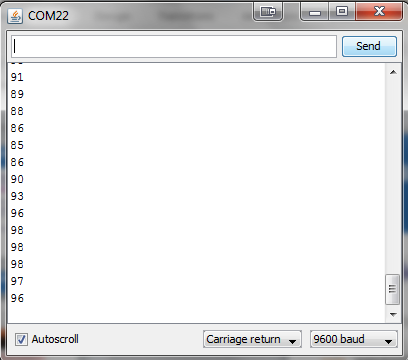 COM22
Send
91
89
88
86
85
86
90
93
96
98
98
98
97
96
Autoscroll
Carriage return
9600 baud